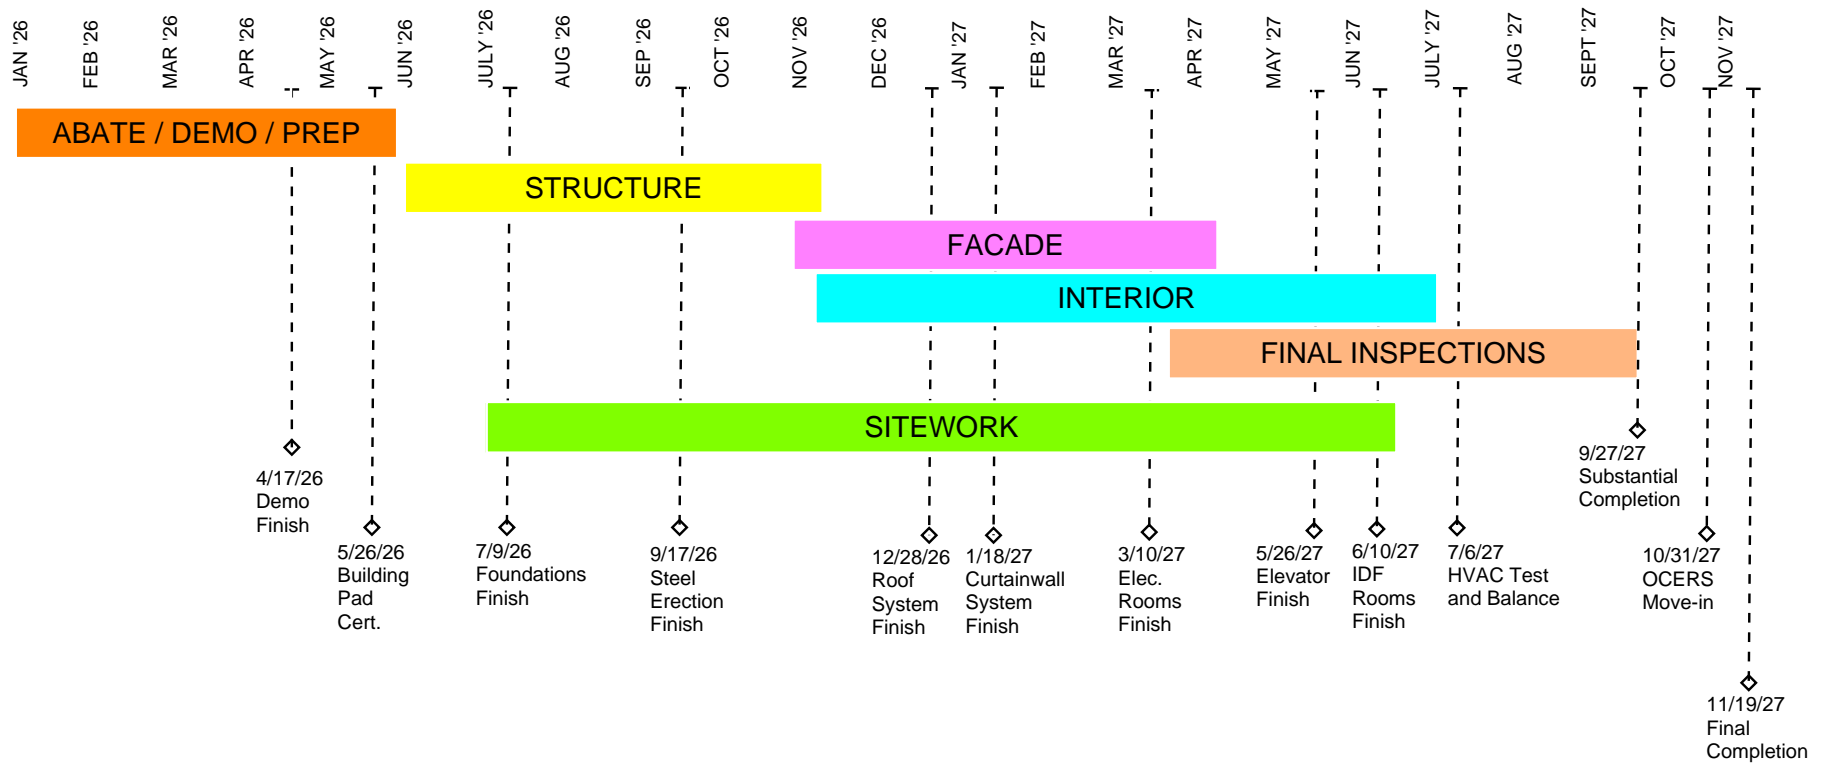 JAN '26
FEB '26
MAR '26
APR '26
MAY '26
JUN '26
JULY '26
AUG '26
SEP '26
OCT '26
NOV '26
DEC '26
JAN '27
FEB '27
MAR '27
APR '27
MAY '27
JUN '27
JULY '27
AUG '27
SEPT '27
OCT '27
NOV '27
ABATE / DEMO / PREP
STRUCTURE
FACADE
INTERIOR
FINAL INSPECTIONS
SITEWORK
4/17/26
Demo
Finish
5/26/26
Building
Pad
Cert.
7/9/26
Foundations
Finish
9/17/26
Steel
Erection
Finish
12/28/26
Roof
System
Finish
1/18/27
Curtainwall
System
Finish
3/10/27
Elec.
Rooms
Finish
5/26/27
Elevator
Finish
6/10/27
IDF
Rooms
Finish
7/6/27
HVAC Test
and Balance
9/27/27
Substantial
Completion
10/31/27
OCERS
Move-in
11/19/27
Final
Completion